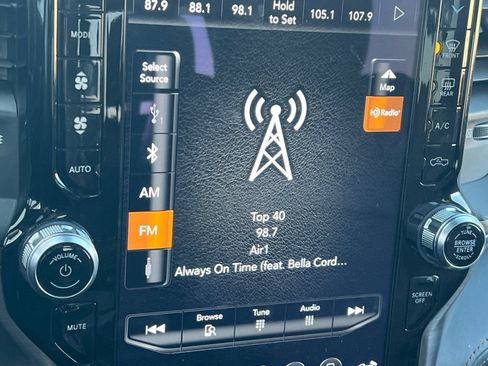 87.9 88.1 98.1 Hold to Set 105.1 107.9
MODE
FRONT
Select
Source
Map
REAR
HD Radio
A/C
AUTO
AM
FM
Top 40
98.7
Air1
Always On Time (feat. Bella Cord...
VOLUME
TUNE
BROWSE
ENTER
SCROLL
MUTE
Browse
Tune
Audio
SCREEN
OFF